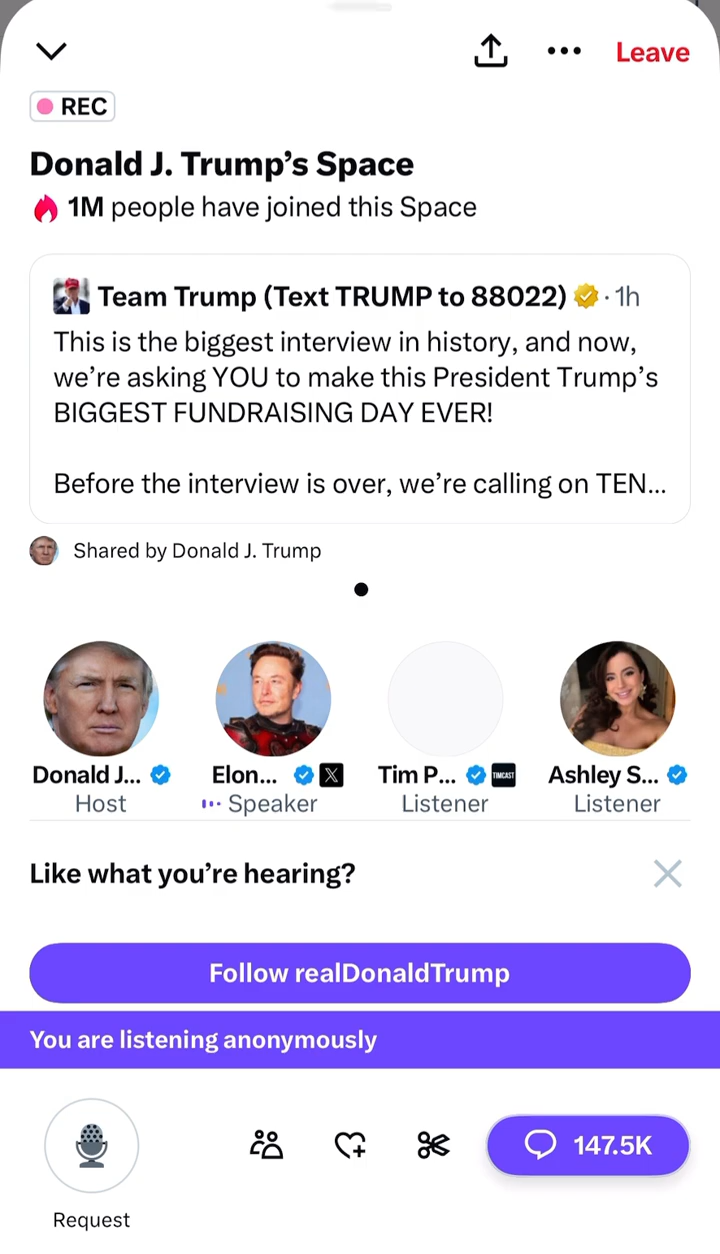 Leave
REC
Donald J. Trump’s Space
1M people have joined this Space
Team Trump (Text TRUMP to 88022) · 1h
This is the biggest interview in history, and now,
we’re asking YOU to make this President Trump’s
BIGGEST FUNDRAISING DAY EVER!
Before the interview is over, we’re calling on TEN...
Shared by Donald J. Trump
Donald J... Elon... X Tim P... TIMCAST Ashley S...
Host Speaker Listener Listener
Like what you’re hearing?
Follow realDonaldTrump
You are listening anonymously
147.5K
Request